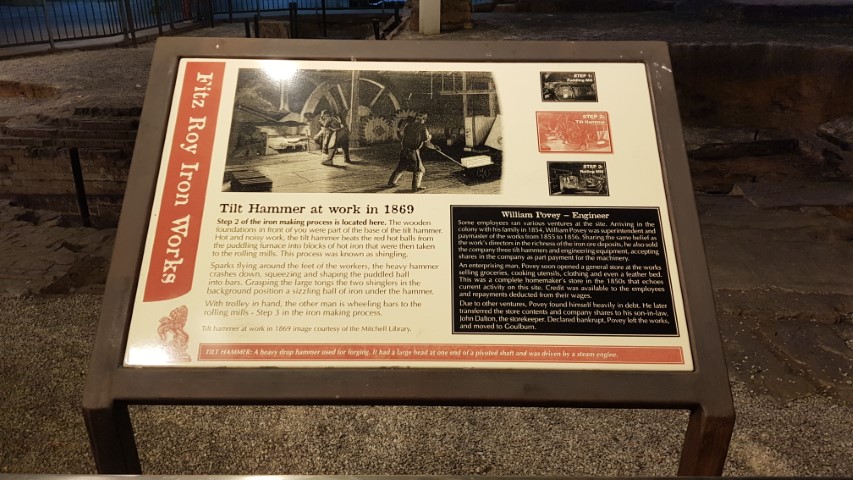 Fitz Roy Iron Works
STEP 1:
Puddling Mill
STEP 2:
Tilt Hammer
STEP 3:
Rolling Mill
Tilt Hammer at work in 1869
Step 2 of the iron making process is located here. The wooden
foundations in front of you were part of the base of the tilt hammer.
Hot and noisy work, the tilt hammer beats the red hot balls from
the puddling furnace into blocks of hot iron that were then taken
to the rolling mills. This process was known as shingling.
Sparks flying around the feet of the workers, the heavy hammer
crashes down, squeezing and shaping the puddled ball
into bars. Grasping the large tongs the two shinglers in the
background position a sizzling ball of iron under the hammer.
With trolley in hand, the other man is wheeling bars to the
rolling mills - Step 3 in the iron making process.
Tilt hammer at work in 1869 image courtesy of the Mitchell Library.
William Povey – Engineer
Some employees ran various ventures at the site. Arriving in the
colony with his family in 1854, William Povey was superintendent and
paymaster of the works from 1855 to 1856. Sharing the same belief as
the work's directors in the richness of the iron ore deposits, he also sold
the company three tilt hammers and engineering equipment, accepting
shares in the company as part payment for the machinery.
An enterprising man, Povey soon opened a general store at the works
selling groceries, cooking utensils, clothing and even a feather bed.
This was a complete homemaker's store in the 1850s that echoes
current activity on this site. Credit was available to the employees
and repayments deducted from their wages.
Due to other ventures, Povey found himself heavily in debt. He later
transferred the store contents and company shares to his son-in-law,
John Dalton, the storekeeper. Declared bankrupt, Povey left the works,
and moved to Goulburn.
TILT HAMMER: A heavy drop hammer used for forging. It had a large head at one end of a pivoted shaft and was driven by a steam engine.